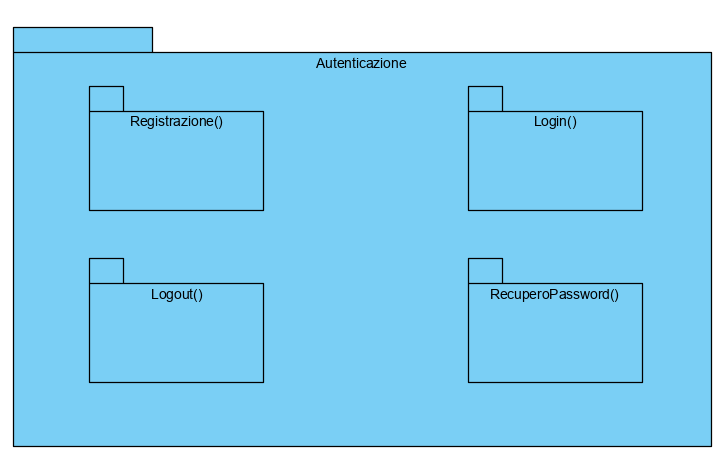 Autenticazione
Registrazione()
Login()
Logout()
RecuperoPassword()